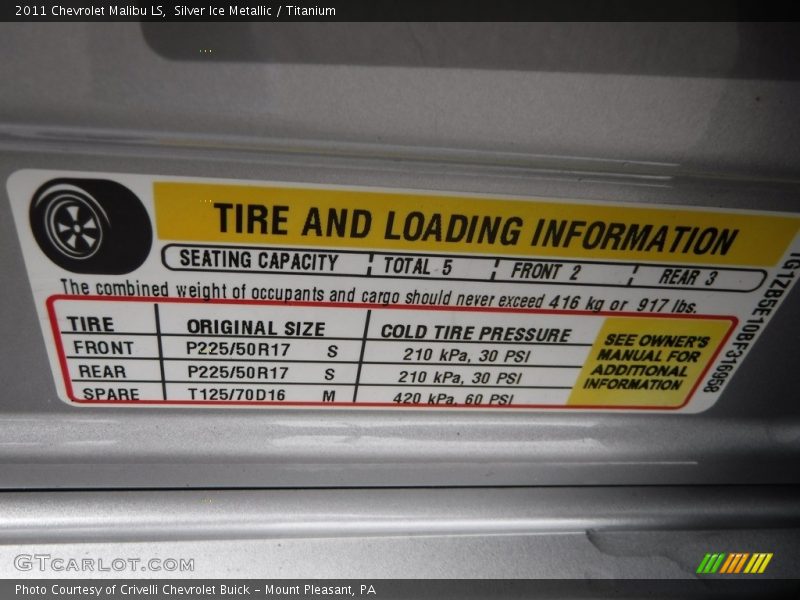 2011 Chevrolet Malibu LS, Silver Ice Metallic / Titanium
TIRE AND LOADING INFORMATION
SEATING CAPACITY TOTAL 5 FRONT 2 REAR 3
The combined weight of occupants and cargo should never exceed 416 kg or 917 lbs.
TIRE ORIGINAL SIZE COLD TIRE PRESSURE
FRONT P225/50R17 S 210 kPa, 30 PSI
REAR P225/50R17 S 210 kPa, 30 PSI
SPARE T125/70D16 M 420 kPa, 60 PSI
SEE OWNER'S
MANUAL FOR
ADDITIONAL
INFORMATION
1G1ZB5E10BF316958
GTCARLOT.COM
Photo Courtesy of Crivelli Chevrolet Buick – Mount Pleasant, PA